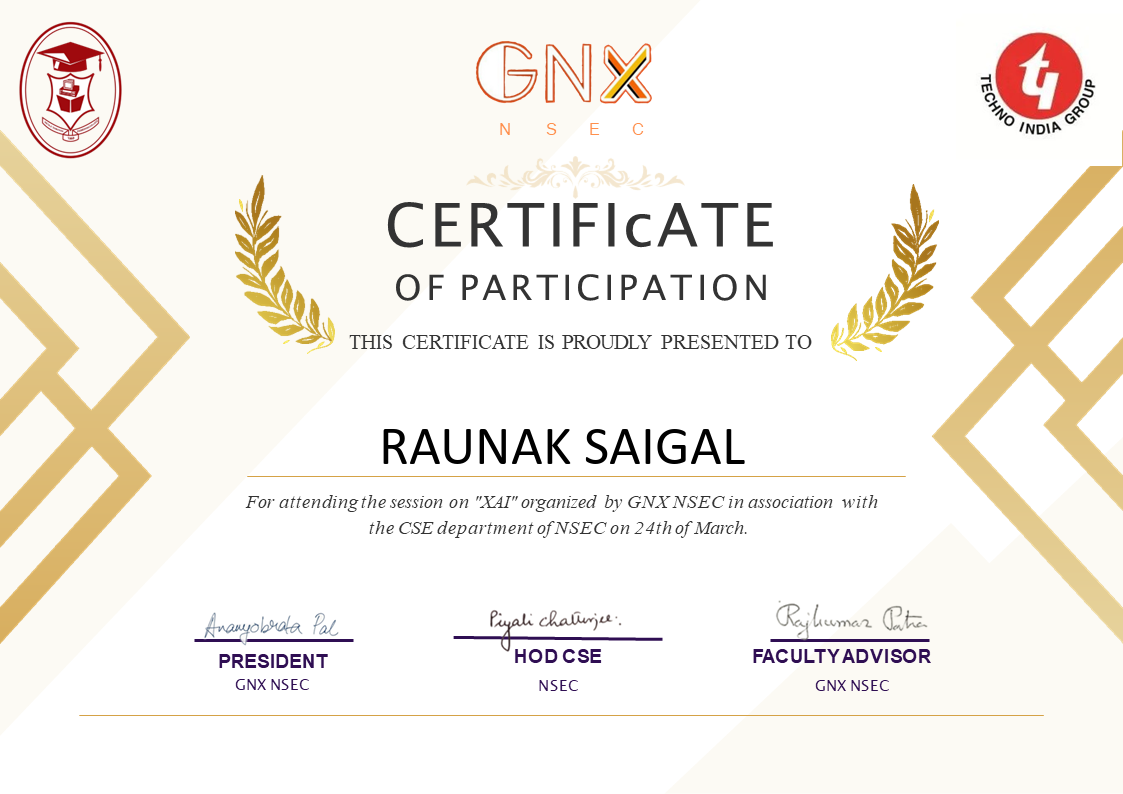 GNX
NSEC
TECHNO INDIA GROUP
CERTIFIcATE
OF PARTICIPATION
THIS CERTIFICATE IS PROUDLY PRESENTED TO
RAUNAK SAIGAL
For attending the session on "XAI" organized by GNX NSEC in association with
the CSE department of NSEC on 24th of March.
Ananyobrata Pal
Piyali Chatterjee.
Rajkumar Patra
PRESIDENT
HOD CSE
FACULTY ADVISOR
GNX NSEC
NSEC
GNX NSEC